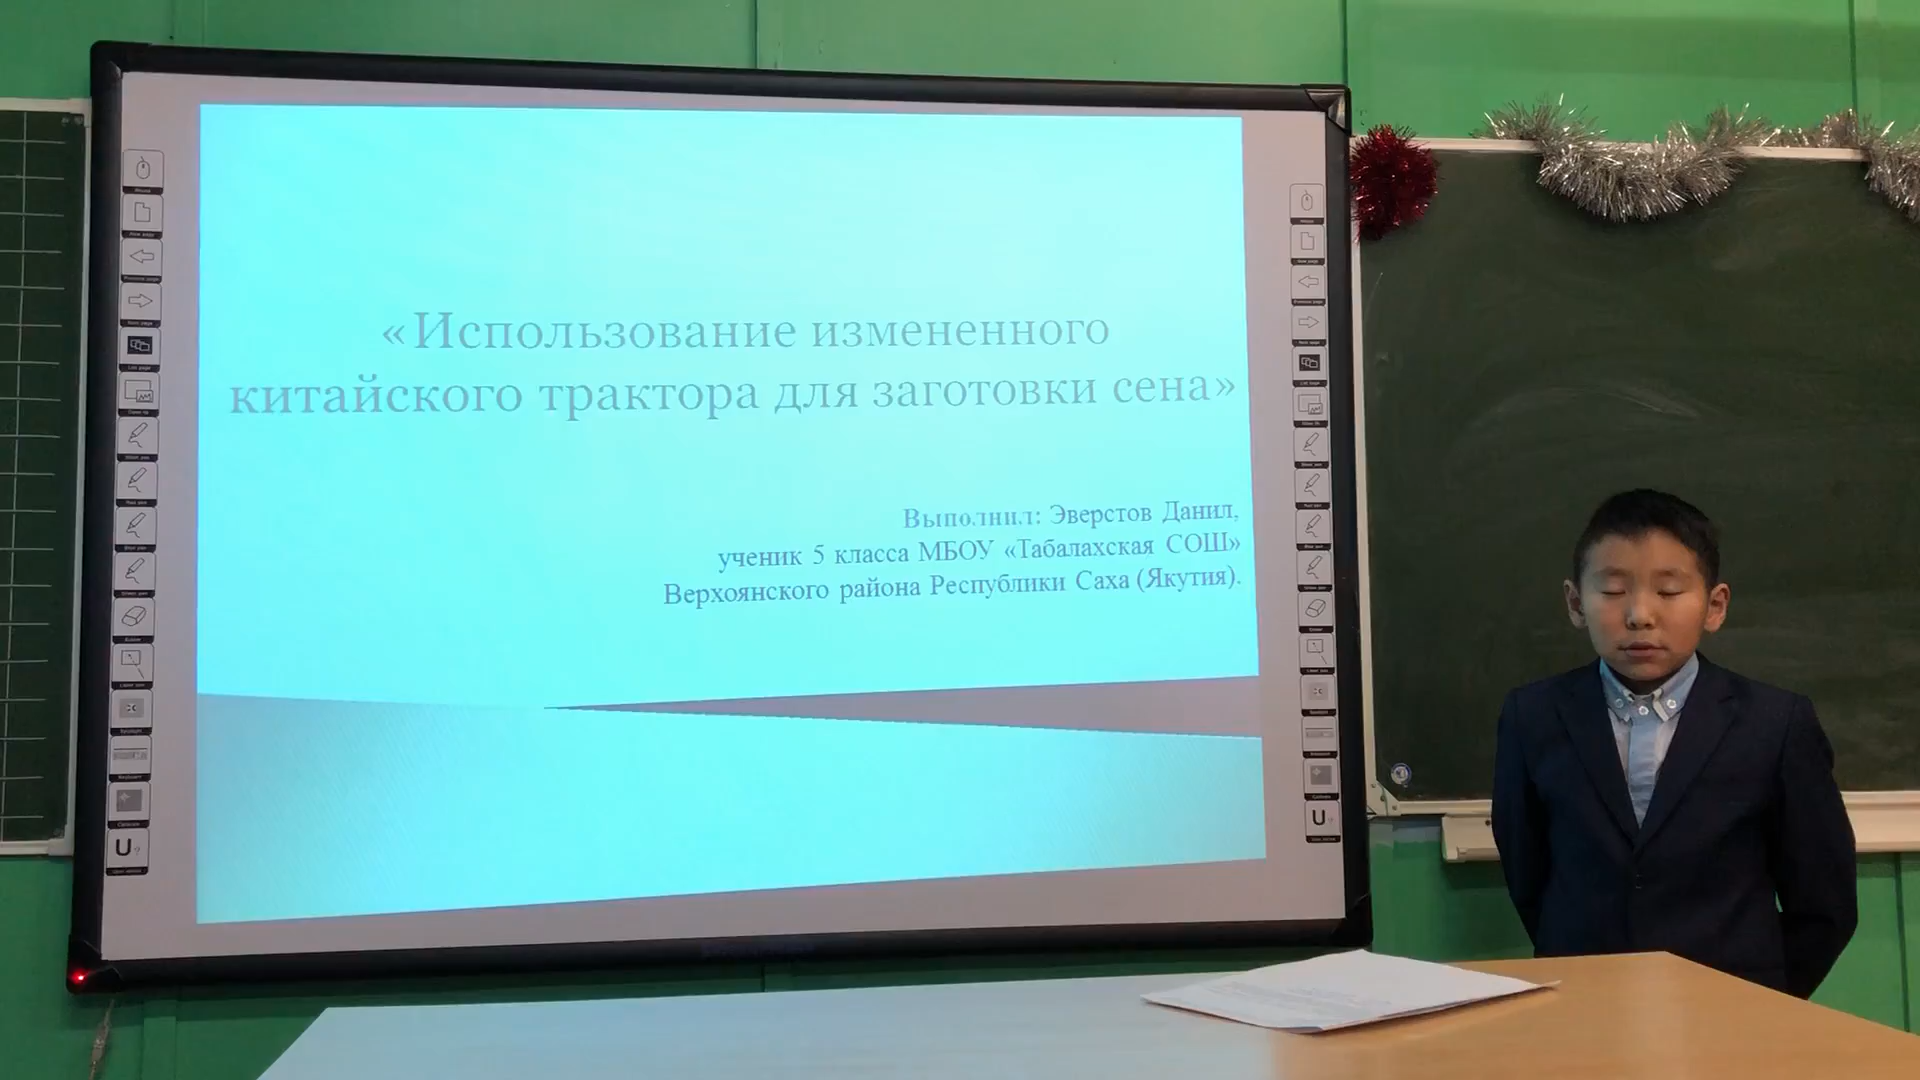 «Использование измененного
китайского трактора для заготовки сена»
Выполнил: Эверстов Данил,
ученик 5 класса МБОУ «Табалахская СОШ»
Верхоянского района Республики Саха (Якутия).
U?
U?